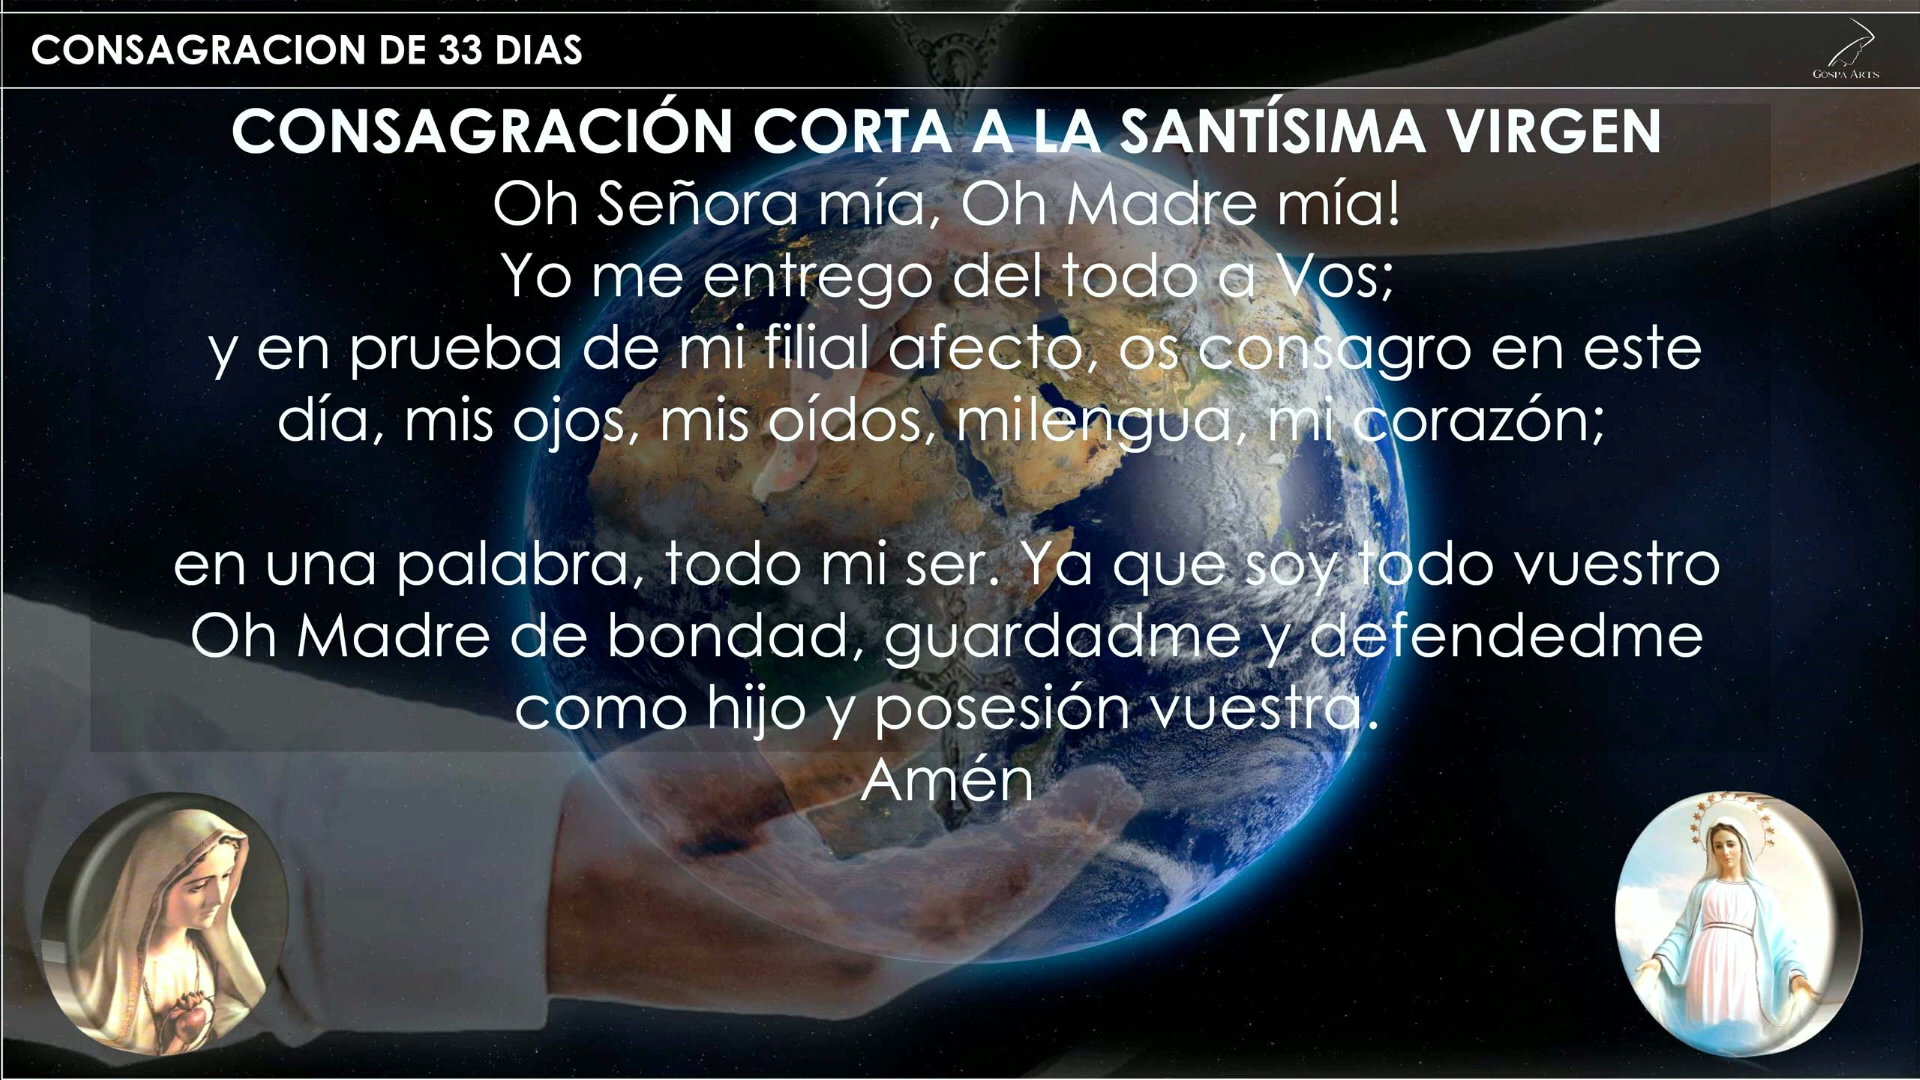 CONSAGRACION DE 33 DIAS
GOSPA ARTS
CONSAGRACIÓN CORTA A LA SANTÍSIMA VIRGEN
Oh Señora mía, Oh Madre mía!
Yo me entrego del todo a Vos;
y en prueba de mi filial afecto, os consagro en este
día, mis ojos, mis oídos, milengua, mi corazón;
en una palabra, todo mi ser. Ya que soy todo vuestro
Oh Madre de bondad, guardadme y defendedme
como hijo y posesión vuestra.
Amén